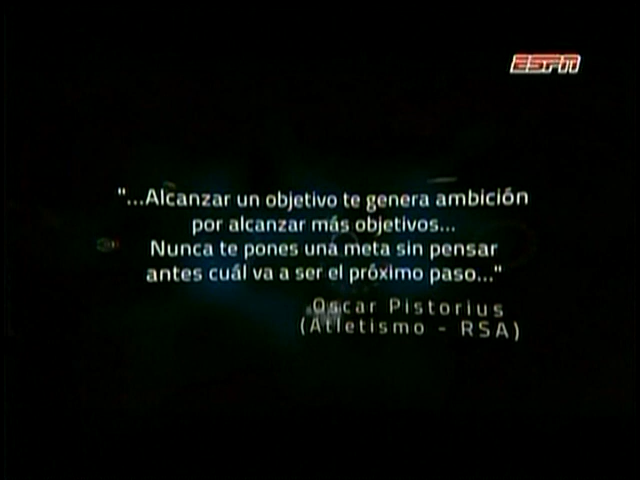 ESPN
"...Alcanzar un objetivo te genera ambición
por alcanzar más objetivos...
Nunca te pones una meta sin pensar
antes cuál va a ser el próximo paso..."
Oscar Pistorius
(Atletismo - RSA)